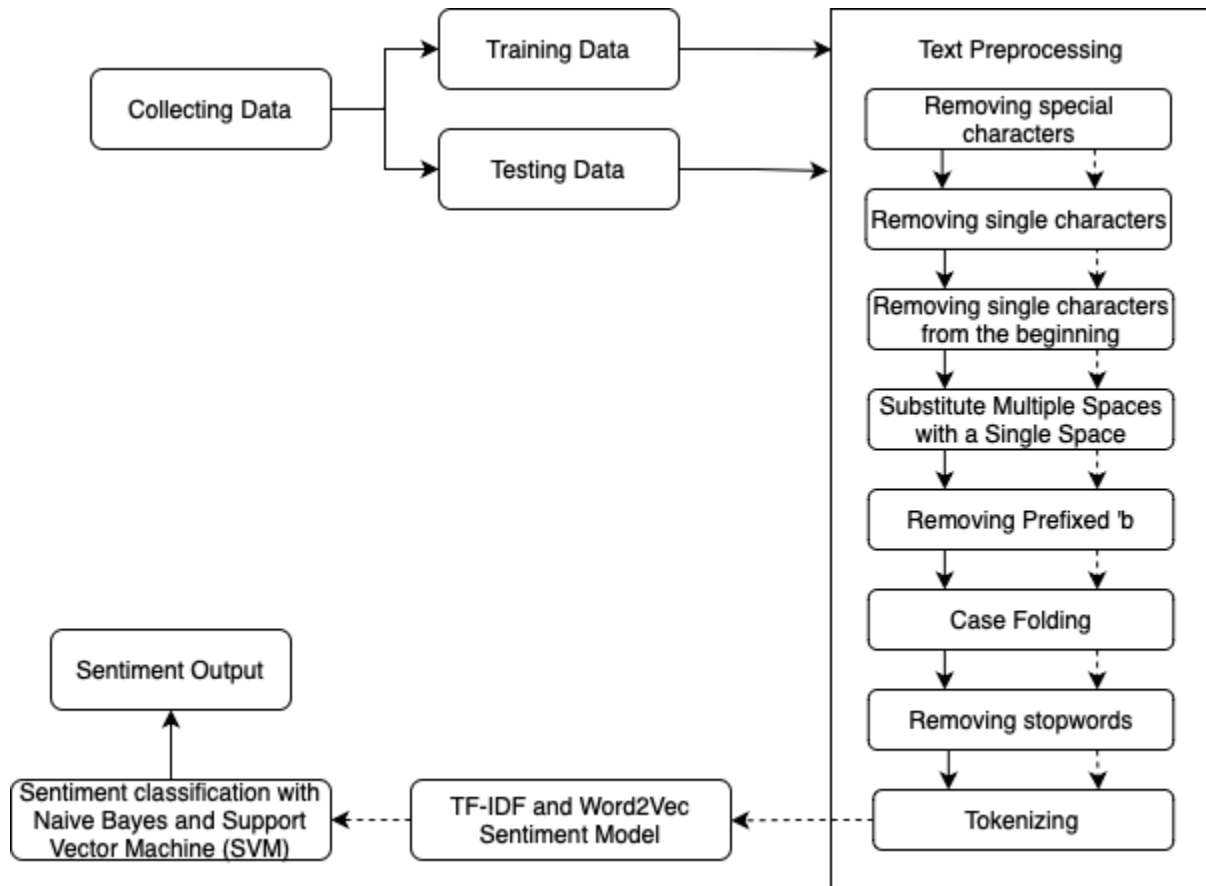 Collecting Data
Training Data
Testing Data
Text Preprocessing
Removing special
characters
Removing single characters
Removing single characters
from the beginning
Substitute Multiple Spaces
with a Single Space
Removing Prefixed 'b
Case Folding
Removing stopwords
Tokenizing
TF-IDF and Word2Vec
Sentiment Model
Sentiment classification with
Naive Bayes and Support
Vector Machine (SVM)
Sentiment Output